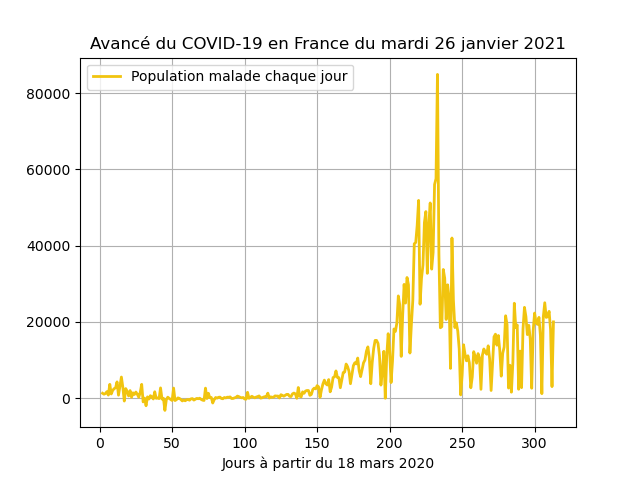 Avancé du COVID-19 en France du mardi 26 janvier 2021
Population malade chaque jour
80000
60000
40000
20000
0
0 50 100 150 200 250 300
Jours à partir du 18 mars 2020